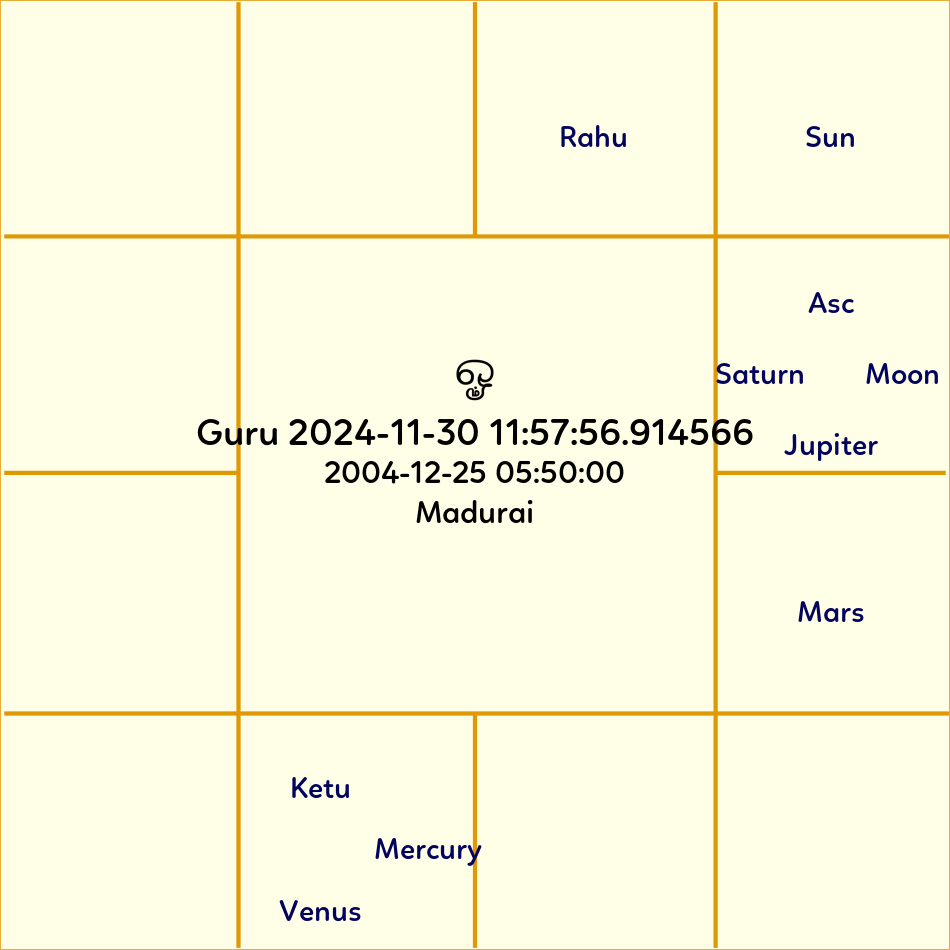 Rahu
Sun
Asc
Saturn Moon
Jupiter
ௐ
Guru 2024-11-30 11:57:56.914566
2004-12-25 05:50:00
Madurai
Mars
Ketu
Mercury
Venus